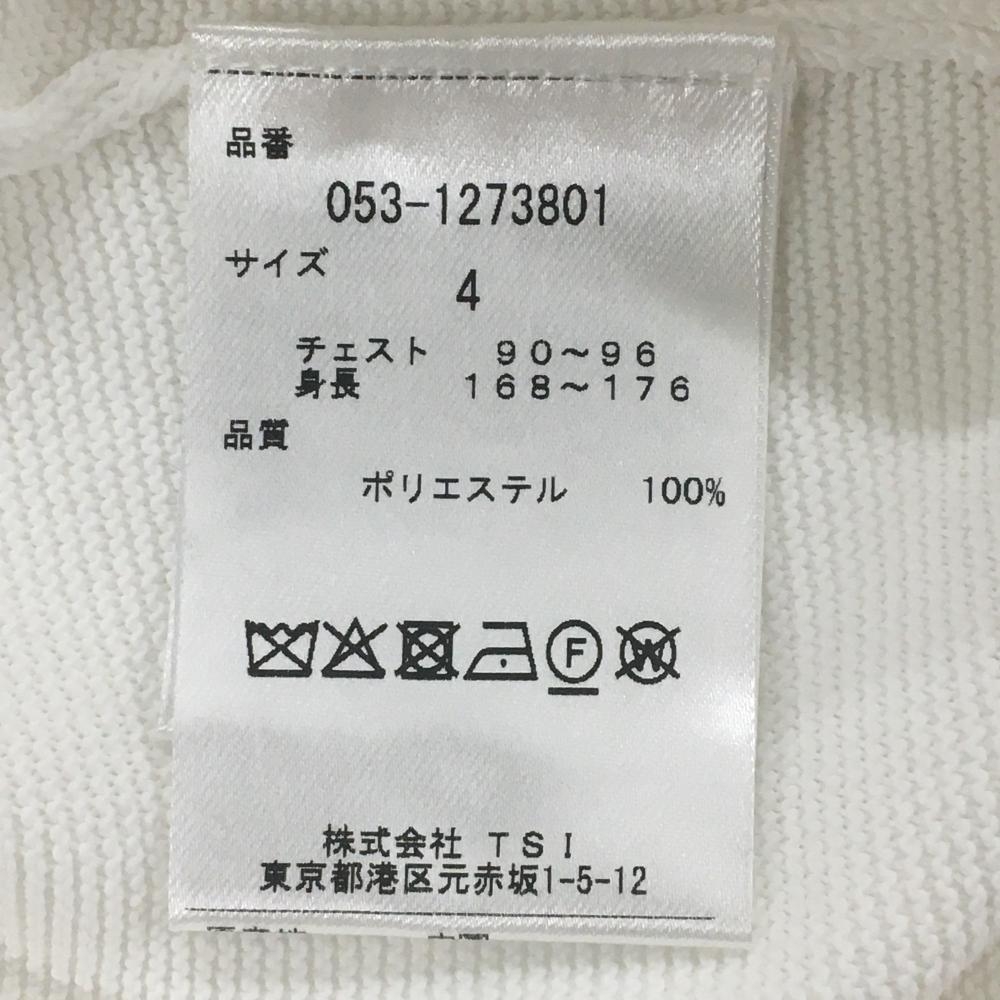 品番
053-1273801
サイズ
4
チェスト 90~96
身長 168~176
品質
ポリエステル 100%
F
W
株式会社 TSI
東京都港区元赤坂1-5-12